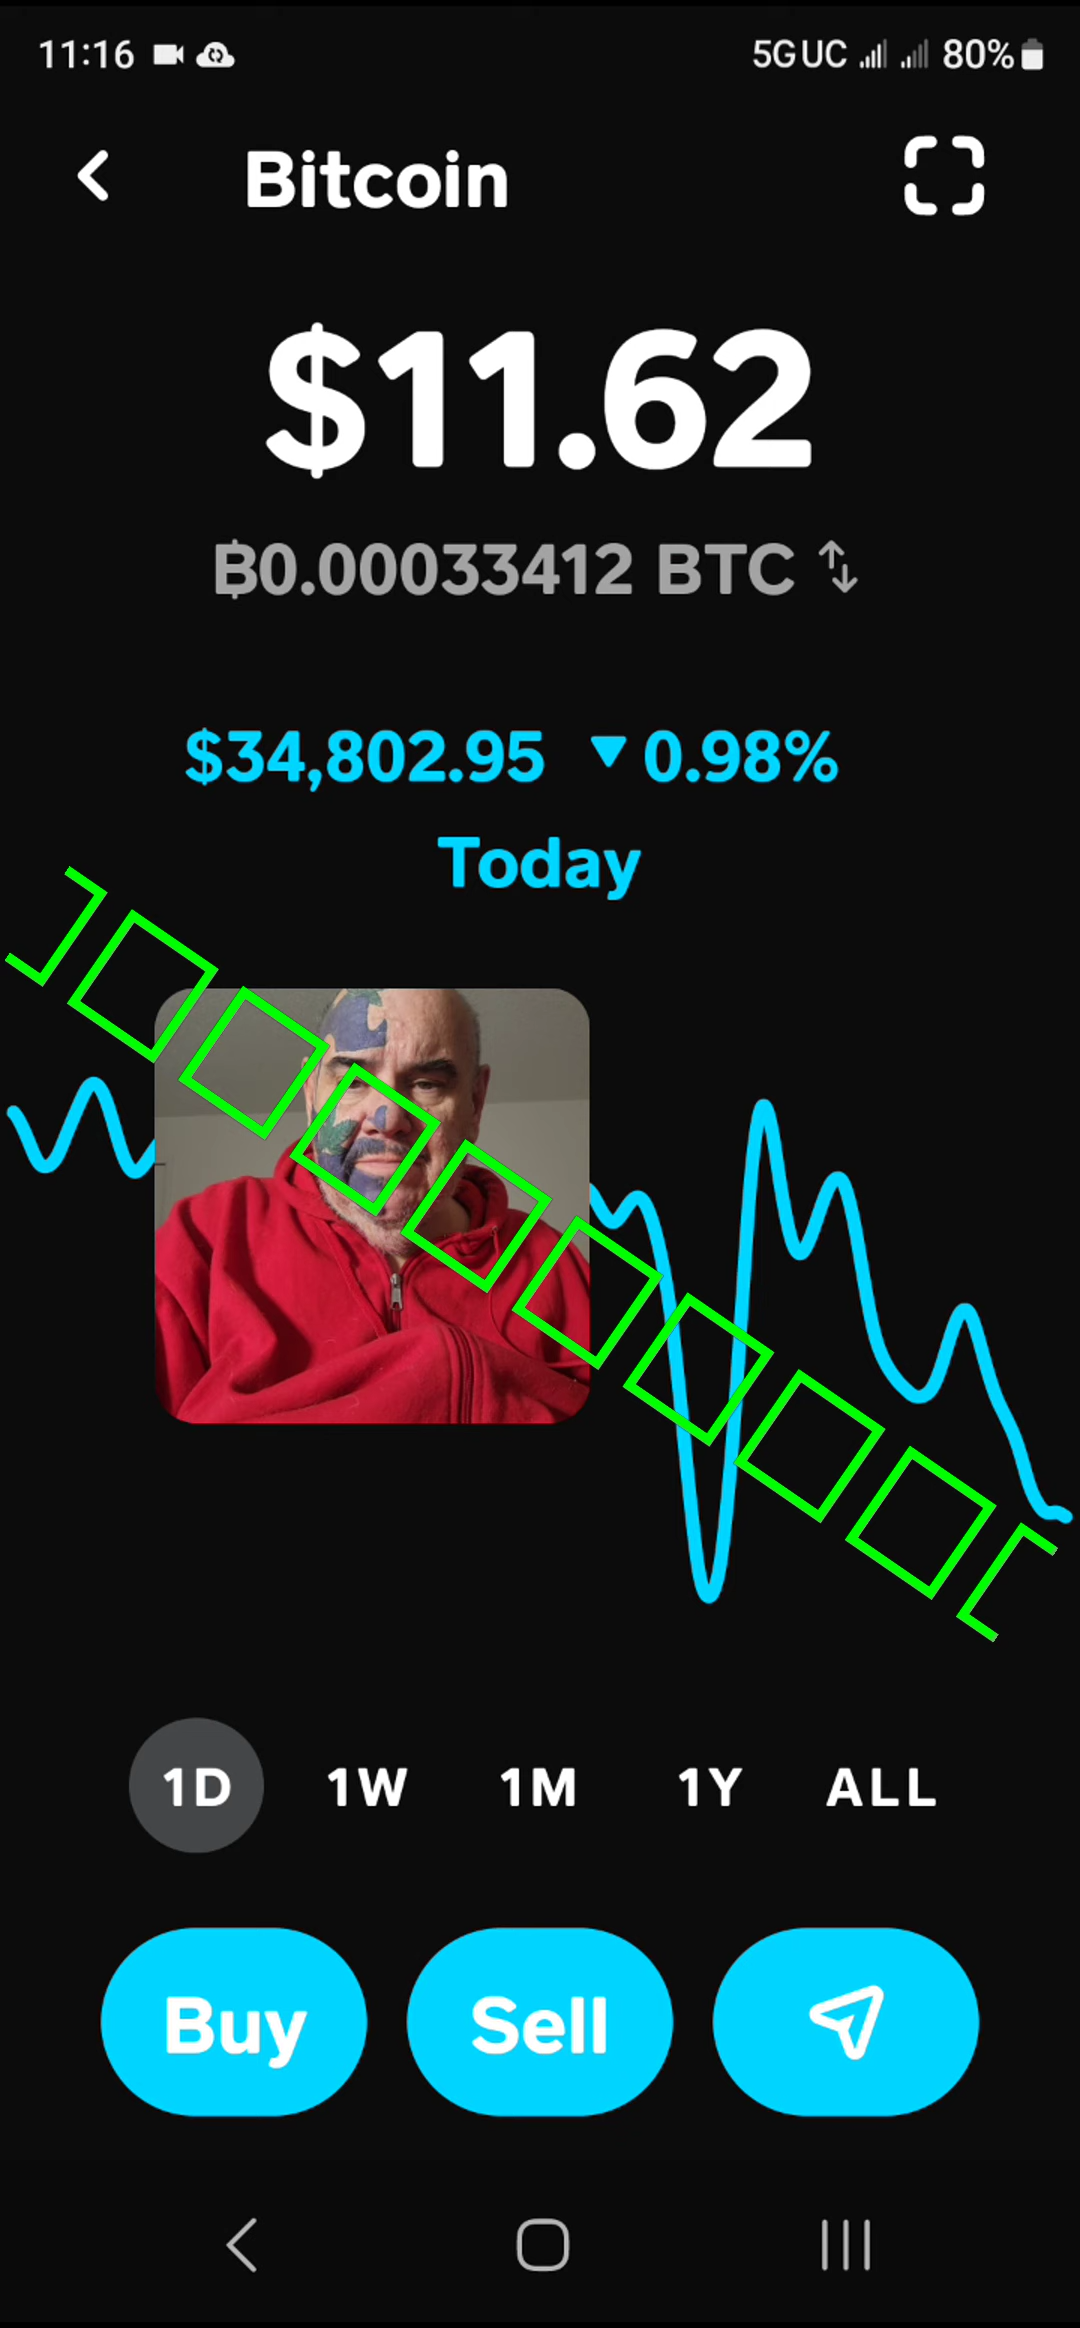 11:16 5G UC 80%
Bitcoin
$11.62
₿0.00033412 BTC
$34,802.95 ▼0.98%
Today
1D 1W 1M 1Y ALL
Buy Sell